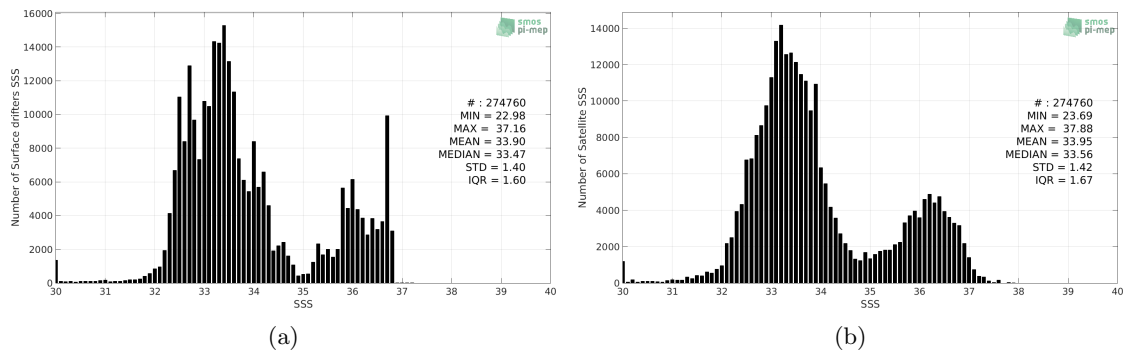 16000
14000
12000
10000
8000
6000
4000
2000
0
Number of Surface drifters SSS
smos
pi-mep
# : 274760
MIN = 22.98
MAX = 37.16
MEAN = 33.90
MEDIAN = 33.47
STD = 1.40
IQR = 1.60
30 31 32 33 34 35 36 37 38 39 40
SSS
(a)
14000
12000
10000
8000
6000
4000
2000
0
Number of Satellite SSS
smos
pi-mep
# : 274760
MIN = 23.69
MAX = 37.88
MEAN = 33.95
MEDIAN = 33.56
STD = 1.42
IQR = 1.67
30 31 32 33 34 35 36 37 38 39 40
SSS
(b)